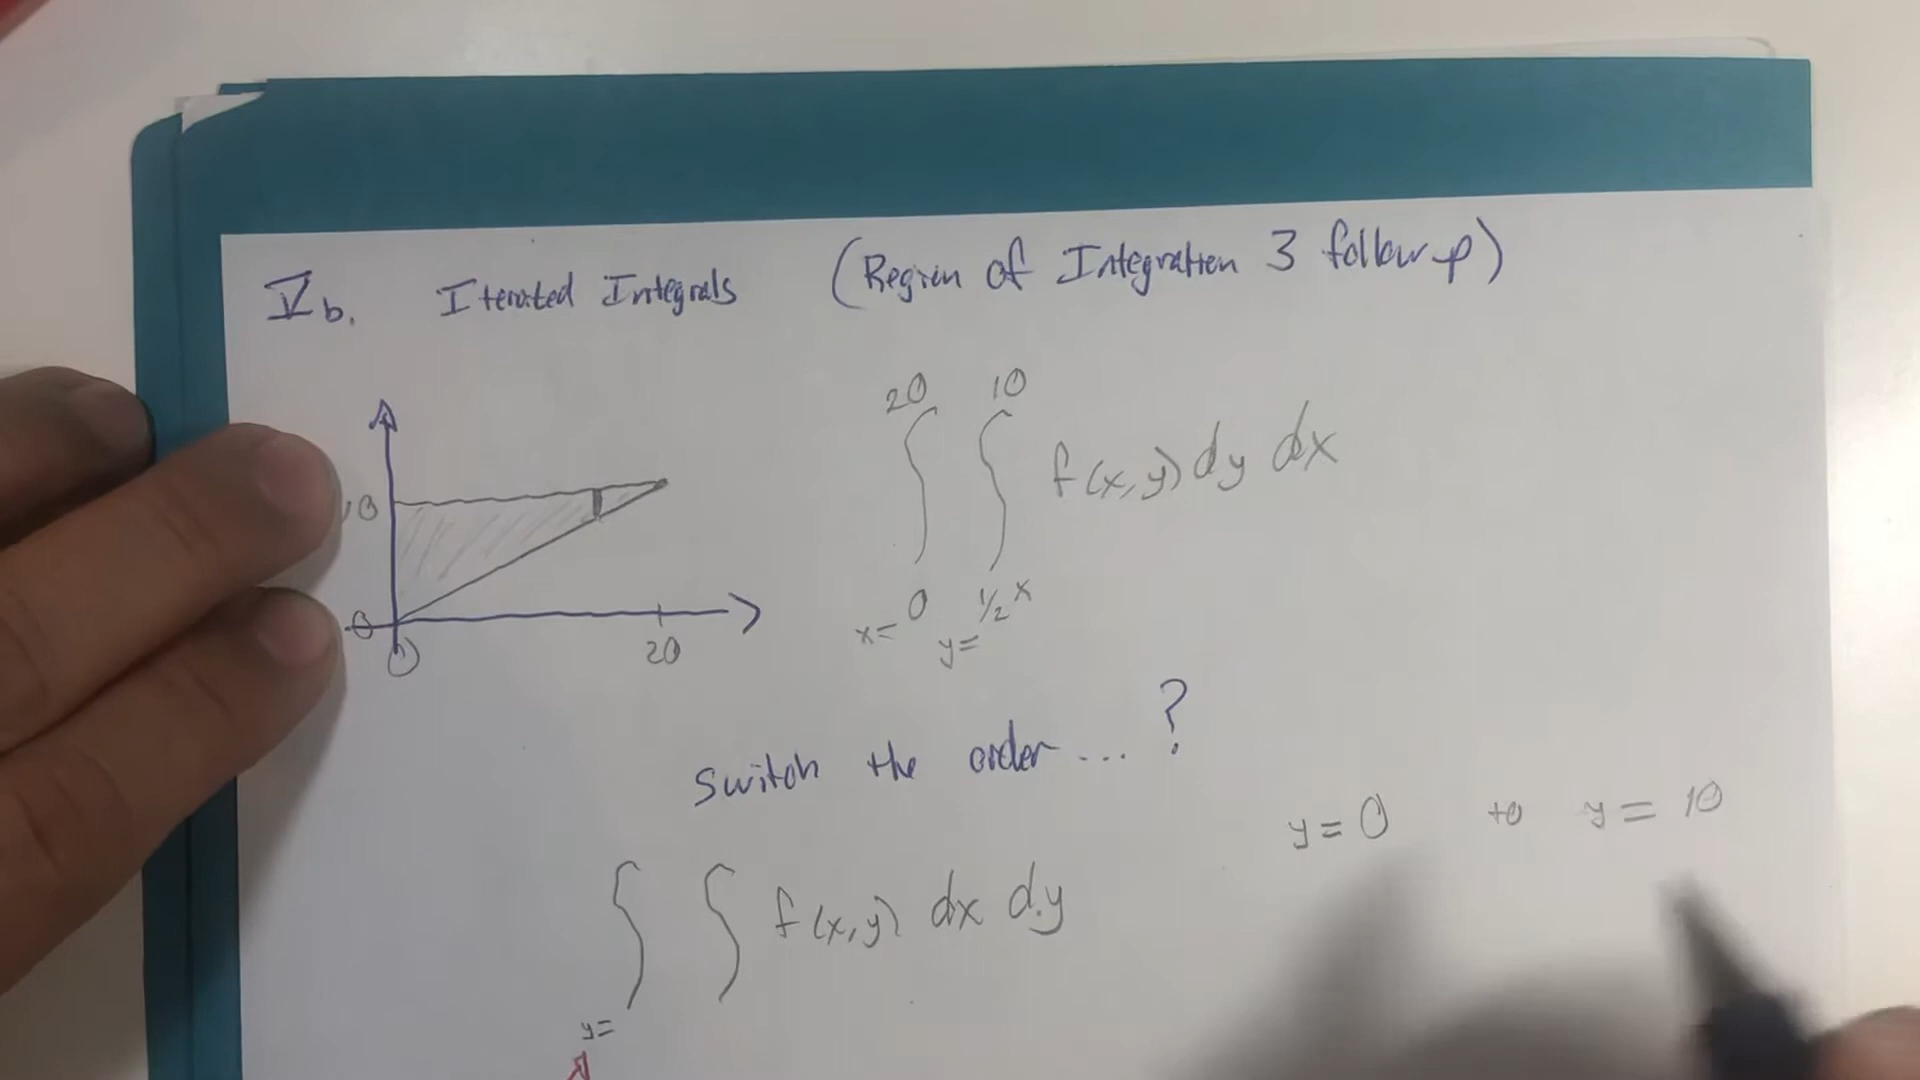 Vb. Iterated Integrals (Region of Integration 3 follow up)
20 10
∫ ∫ f(x,y) dy dx
x= 0 y= 1/2 x
10
0
0 20
Switch the order ... ?
y = 0 to y = 10
∫ ∫ f(x,y) dx dy
y=